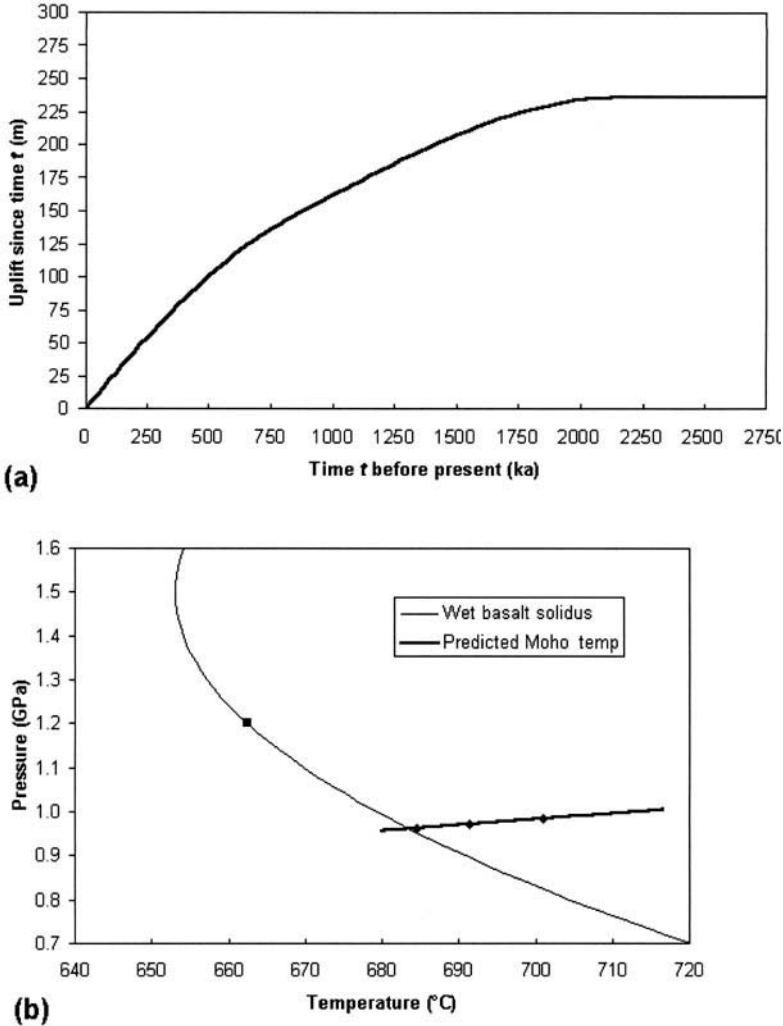 300
275
250
225
200
175
150
125
100
75
50
25
0
Uplift since time t (m)
0 250 500 750 1000 1250 1500 1750 2000 2250 2500 2750
Time t before present (ka)
(a)
1.6
1.5
1.4
1.3
1.2
1.1
1.0
0.9
0.8
0.7
Pressure (GPa)
Wet basalt solidus
Predicted Moho temp
640 650 660 670 680 690 700 710 720
Temperature (°C)
(b)